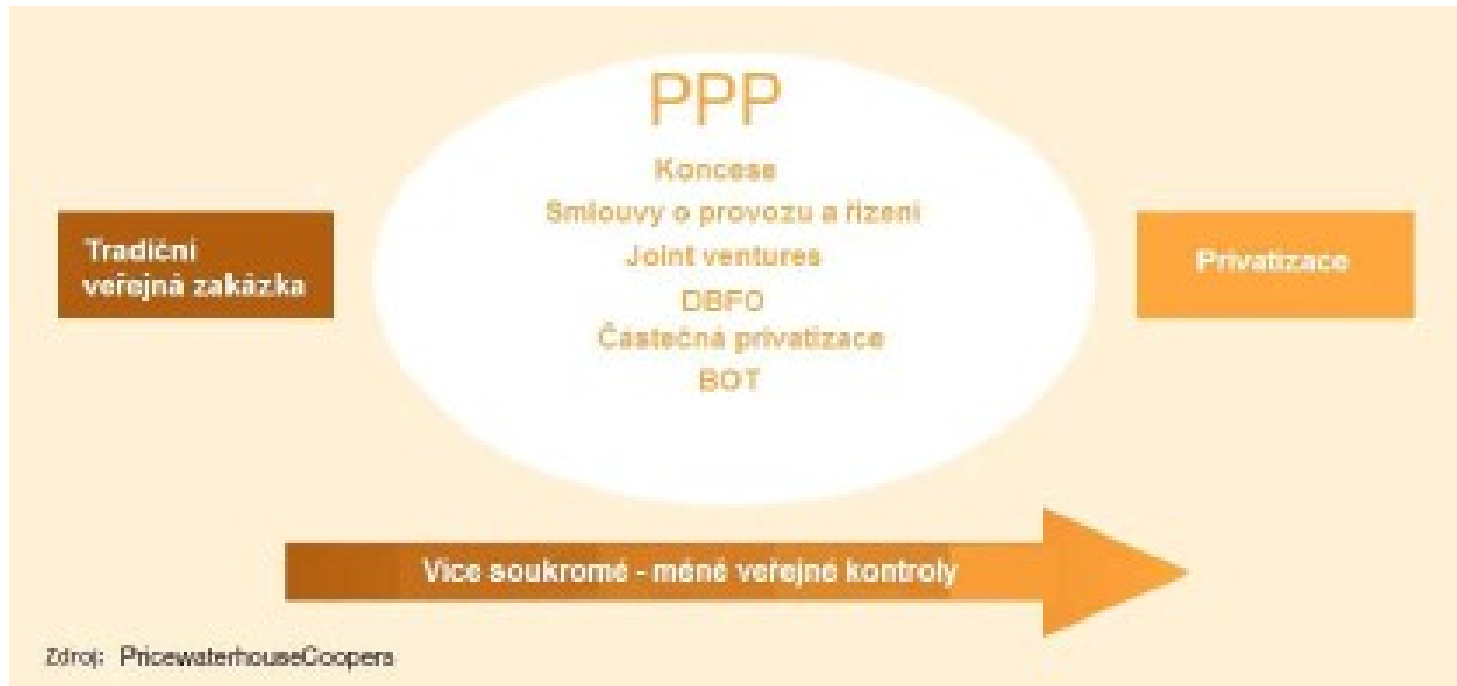 PPP
Koncese
Smlouvy o provozu a řízení
Joint ventures
DBFO
Částečná privatizace
BOT
Tradiční
veřejná zakázka
Privatizace
Více soukromé - méně veřejné kontroly
Zdroj: PricewaterhouseCoopers